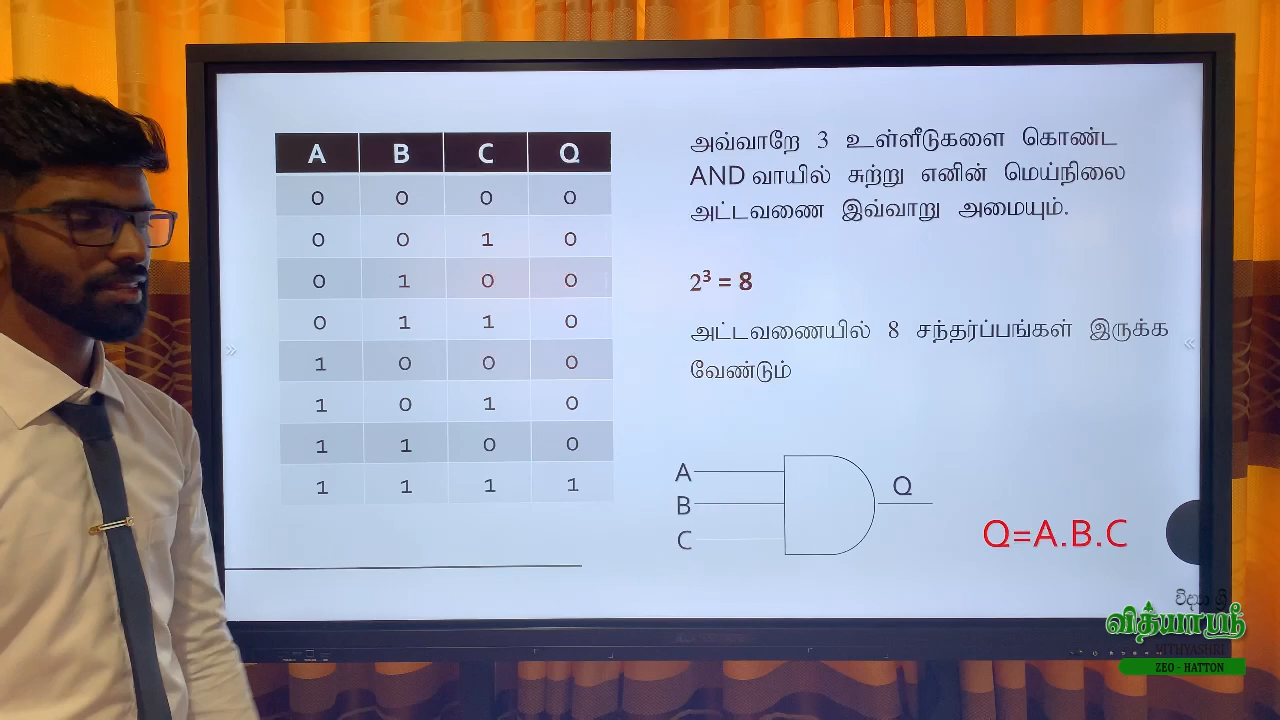 A B C Q
0 0 0 0
0 0 1 0
0 1 0 0
0 1 1 0
1 0 0 0
1 0 1 0
1 1 0 0
1 1 1 1
அவ்வாறே 3 உள்ளீடுகளை கொண்ட
AND வாயில் சுற்று எனின் மெய்நிலை
அட்டவணை இவ்வாறு அமையும்.
2³ = 8
அட்டவணையில் 8 சந்தர்ப்பங்கள் இருக்க
வேண்டும்
A
B
C
Q
Q=A.B.C
வித்யாஸ்ரீ
VITHYASHRI
ZEO - HATTON